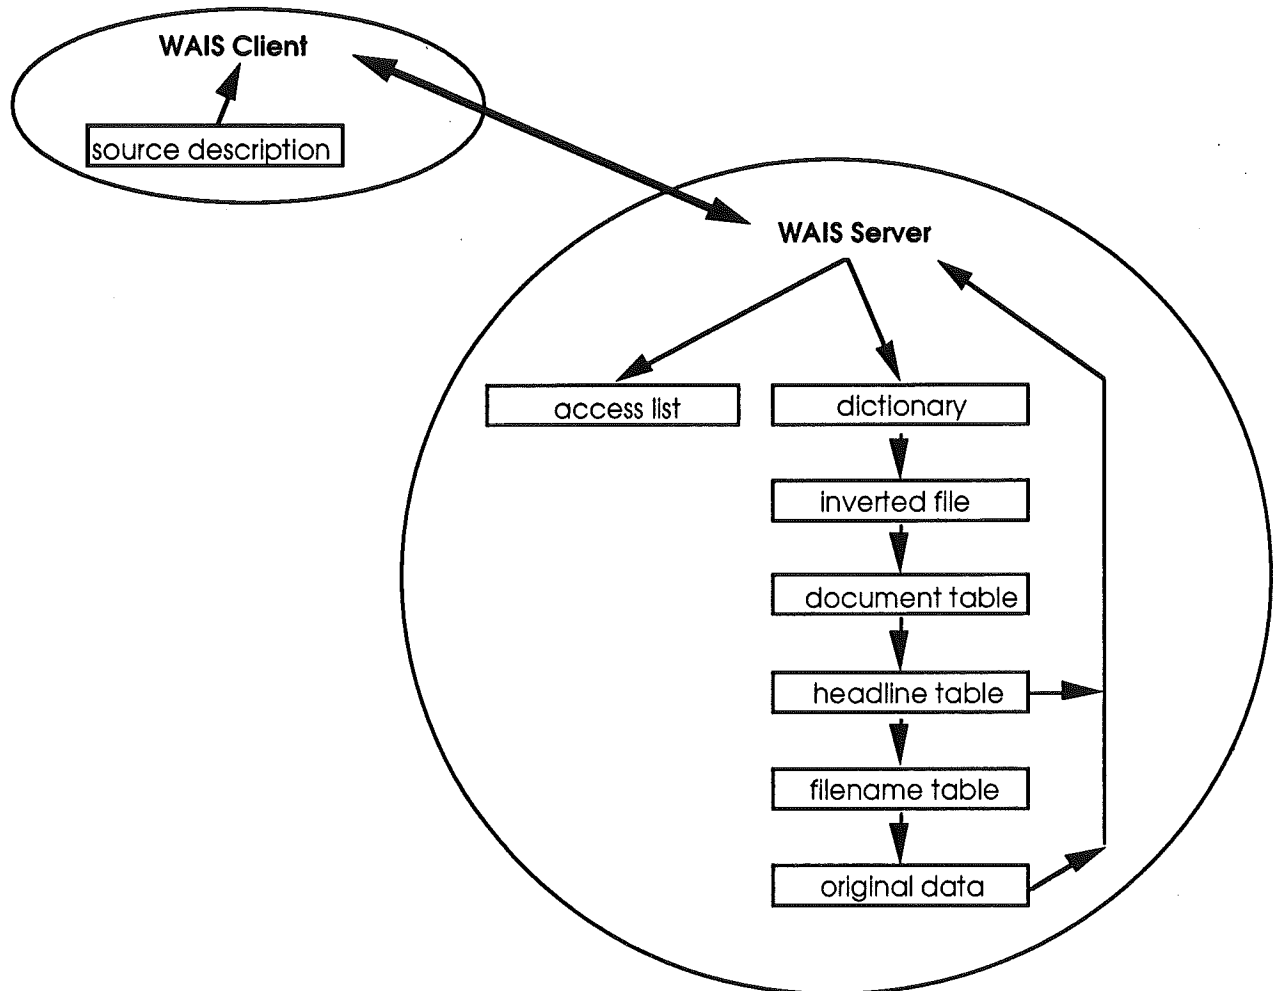 WAIS Client
source description
WAIS Server
access list
dictionary
inverted file
document table
headline table
filename table
original data